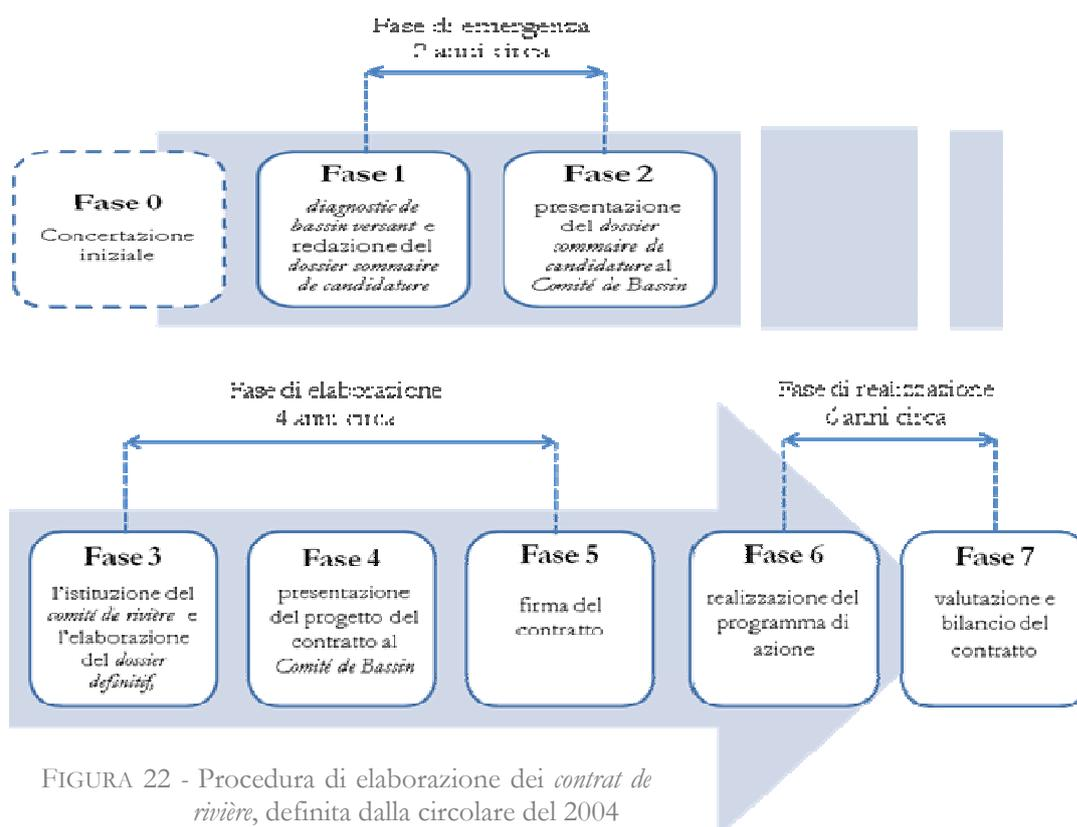 Fase di emergenza
2 anni circa
Fase 0
Concertazione
iniziale
Fase 1
diagnostic de
bassin versant e
redazione del
dossier sommaire
de candidature
Fase 2
presentazione
del dossier
sommaire de
candidature al
Comité de Bassin
Fase di elaborazione
4 anni circa
Fase di realizzazione
6 anni circa
Fase 3
l'istituzione del
comité de rivière e
l'elaborazione
del dossier
definitif,
Fase 4
presentazione
del progetto del
contratto al
Comité de Bassin
Fase 5
firma del
contratto
Fase 6
realizzazione del
programma di
azione
Fase 7
valutazione e
bilancio del
contratto
FIGURA 22 - Procedura di elaborazione dei contrat de
rivière, definita dalla circolare del 2004